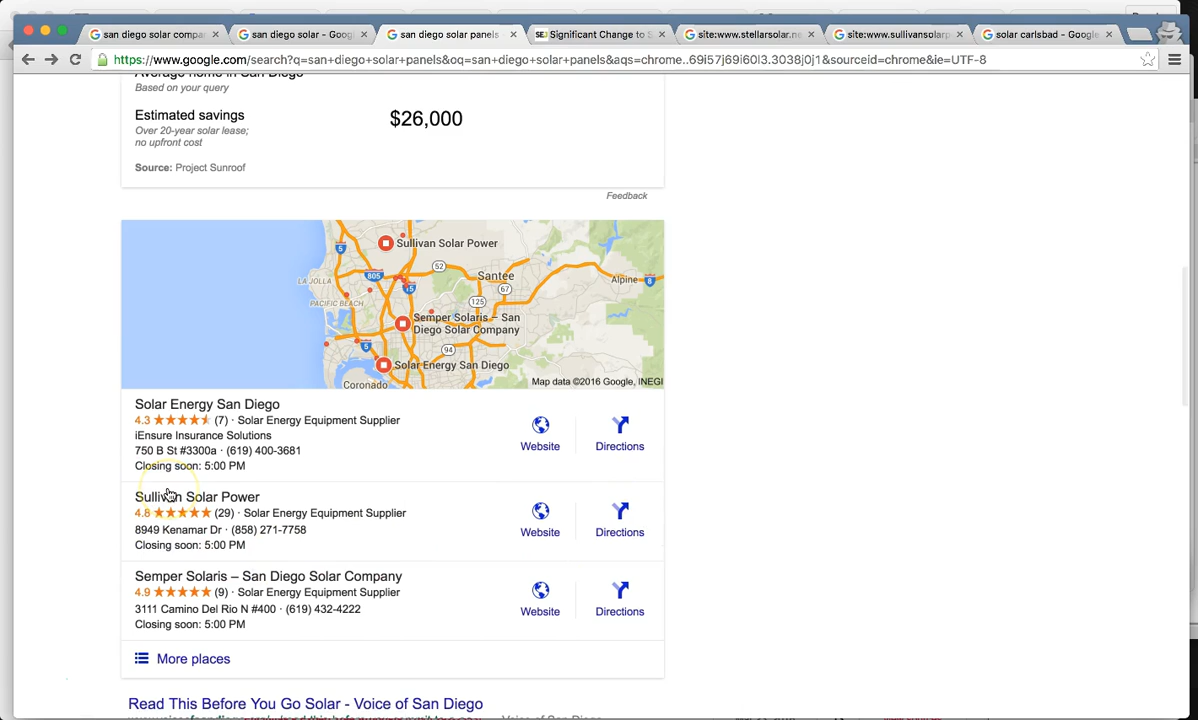 san diego solar compa
san diego solar - Goog
san diego solar panels
Significant Change to S
site:www.stellarsolar.ne
site:www.sullivansolarp
solar carlsbad - Google
https://www.google.com/search?q=san+diego+solar+panels&oq=san+diego+solar+panels&aqs=chrome..69i57j69i60l3.3038j0j1&sourceid=chrome&ie=UTF-8
Average home in San Diego
Based on your query
Estimated savings
$26,000
Over 20-year solar lease;
no upfront cost
Source: Project Sunroof
Feedback
5
Sullivan Solar Power
52
Santee
LA JOLLA
805
15
67
Alpine
8
PACIFIC BEACH
125
Semper Solaris – San
Diego Solar Company
94
5
Solar Energy San Diego
Coronado
Map data ©2016 Google, INEGI
Solar Energy San Diego
4.3 (7) · Solar Energy Equipment Supplier
iEnsure Insurance Solutions
750 B St #3300a · (619) 400-3681
Closing soon: 5:00 PM
Website
Directions
Sullivan Solar Power
4.8 (29) · Solar Energy Equipment Supplier
8949 Kenamar Dr · (858) 271-7758
Closing soon: 5:00 PM
Website
Directions
Semper Solaris – San Diego Solar Company
4.9 (9) · Solar Energy Equipment Supplier
3111 Camino Del Rio N #400 · (619) 432-4222
Closing soon: 5:00 PM
Website
Directions
More places
Read This Before You Go Solar - Voice of San Diego